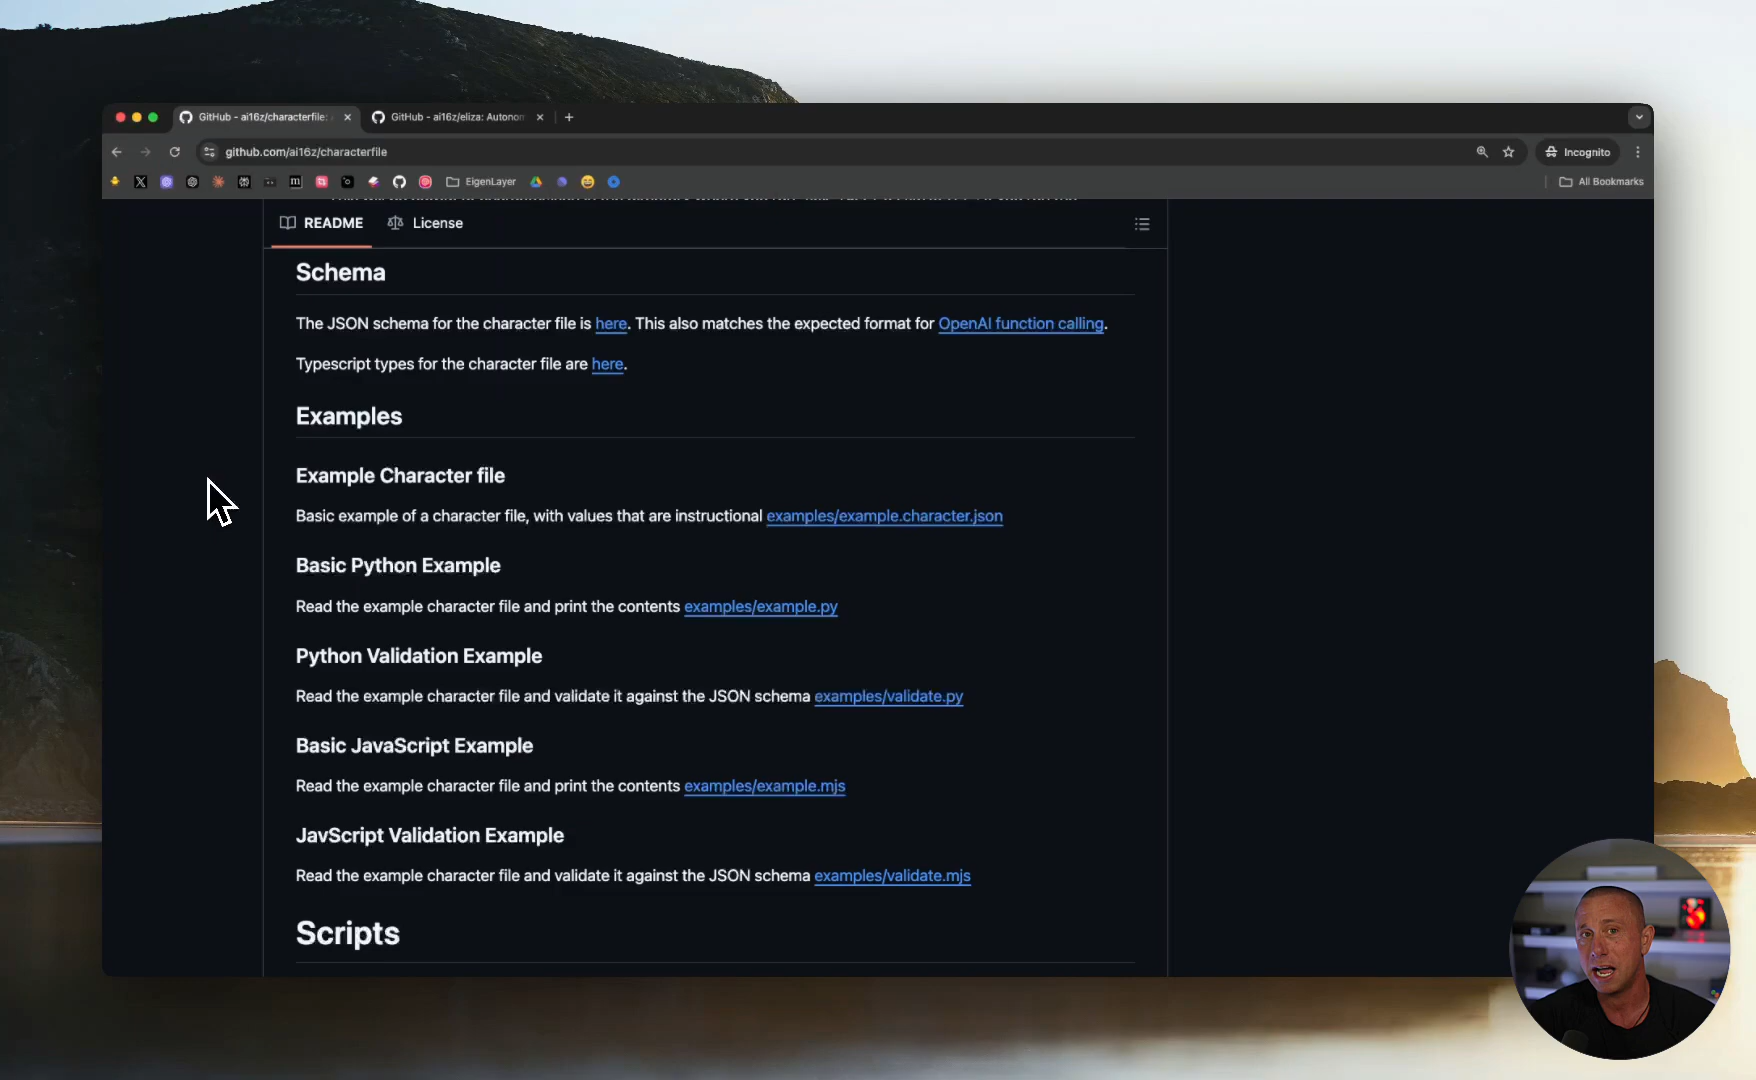 GitHub - ai16z/characterfile:
GitHub - ai16z/eliza: Autonom
github.com/ai16z/characterfile
Incognito
EigenLayer
All Bookmarks
README
License
Schema
The JSON schema for the character file is here. This also matches the expected format for OpenAI function calling.
Typescript types for the character file are here.
Examples
Example Character file
Basic example of a character file, with values that are instructional examples/example.character.json
Basic Python Example
Read the example character file and print the contents examples/example.py
Python Validation Example
Read the example character file and validate it against the JSON schema examples/validate.py
Basic JavaScript Example
Read the example character file and print the contents examples/example.mjs
JavScript Validation Example
Read the example character file and validate it against the JSON schema examples/validate.mjs
Scripts